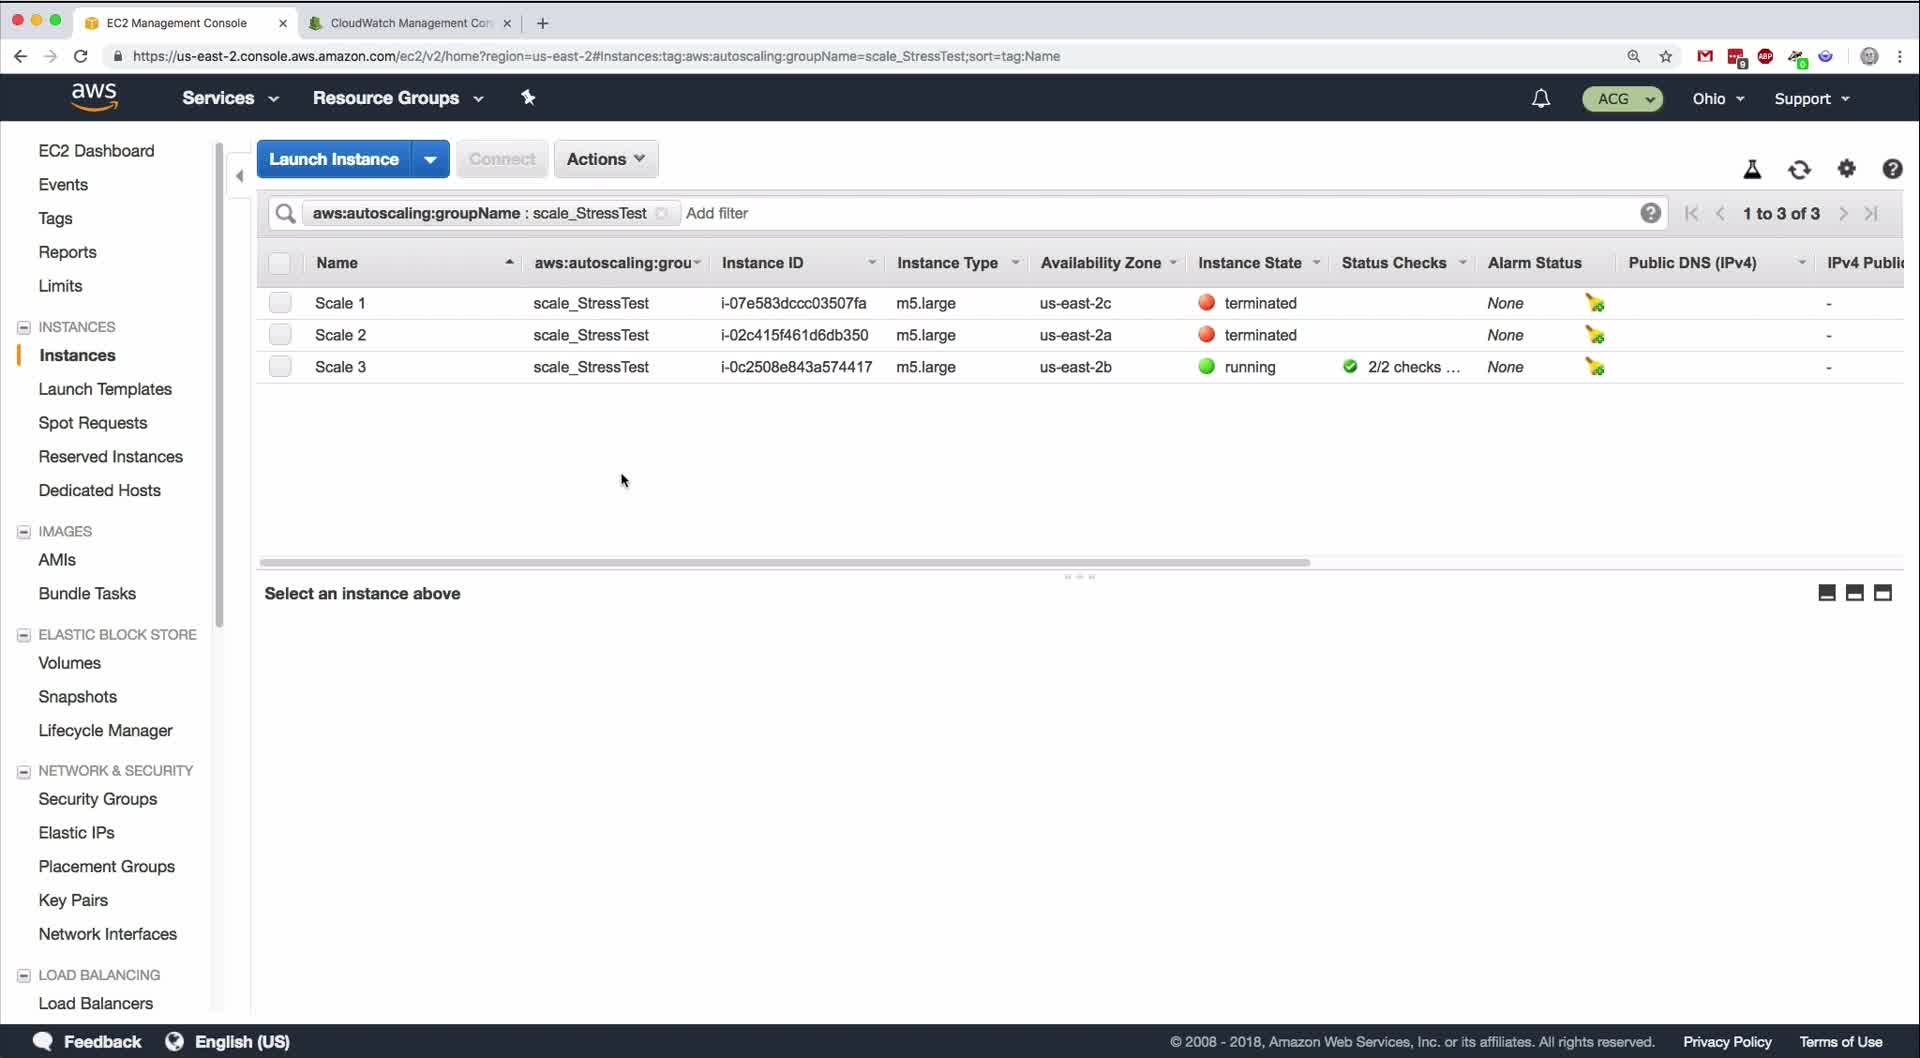 EC2 Management Console
CloudWatch Management Con
https://us-east-2.console.aws.amazon.com/ec2/v2/home?region=us-east-2#Instances:tag:aws:autoscaling:groupName=scale_StressTest;sort=tag:Name
9
ABP
0
aws
Services
Resource Groups
ACG
Ohio
Support
EC2 Dashboard
Events
Tags
Reports
Limits
INSTANCES
Instances
Launch Templates
Spot Requests
Reserved Instances
Dedicated Hosts
IMAGES
AMIs
Bundle Tasks
ELASTIC BLOCK STORE
Volumes
Snapshots
Lifecycle Manager
NETWORK & SECURITY
Security Groups
Elastic IPs
Placement Groups
Key Pairs
Network Interfaces
LOAD BALANCING
Load Balancers
Launch Instance Connect Actions
aws:autoscaling:groupName : scale_StressTest Add filter 1 to 3 of 3
Name aws:autoscaling:grou Instance ID Instance Type Availability Zone Instance State Status Checks Alarm Status Public DNS (IPv4) IPv4 Public
Scale 1 scale_StressTest i-07e583dccc03507fa m5.large us-east-2c terminated None -
Scale 2 scale_StressTest i-02c415f461d6db350 m5.large us-east-2a terminated None -
Scale 3 scale_StressTest i-0c2508e843a574417 m5.large us-east-2b running 2/2 checks ... None -
Select an instance above
Feedback English (US) © 2008 - 2018, Amazon Web Services, Inc. or its affiliates. All rights reserved. Privacy Policy Terms of Use